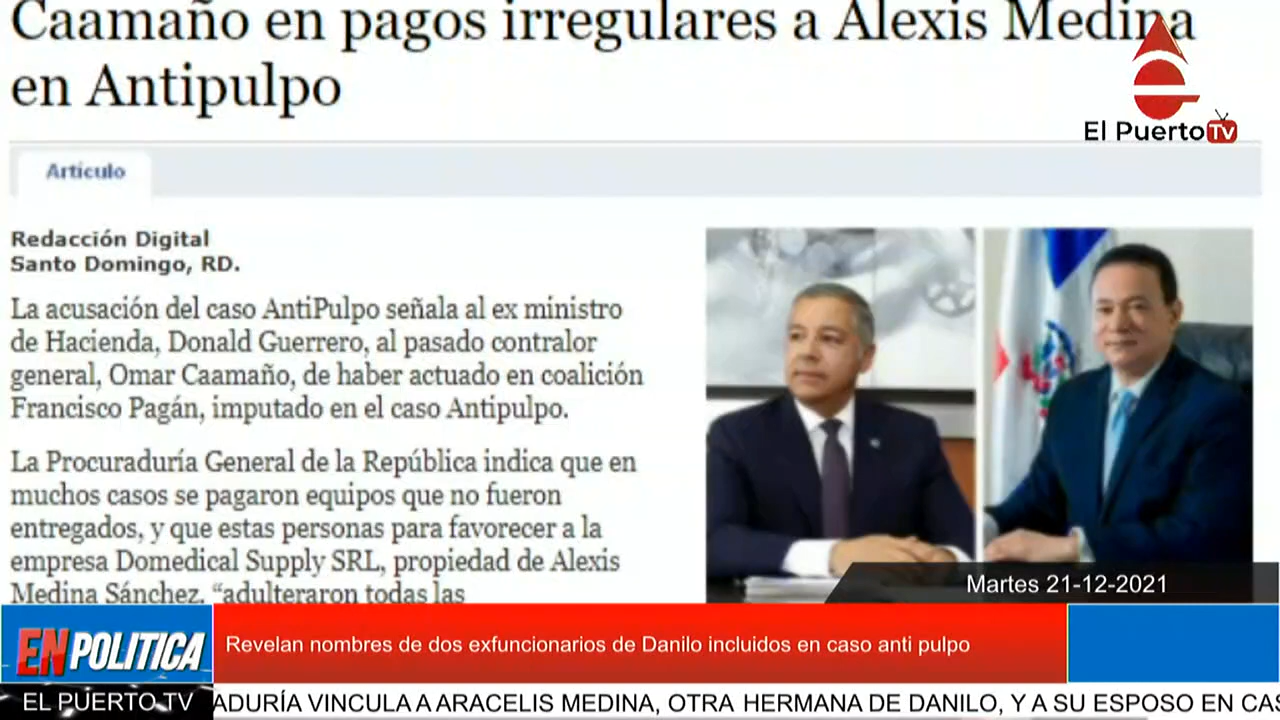 Caamaño en pagos irregulares a Alexis Medina
en Antipulpo
El Puerto Tv
Artículo
Redacción Digital
Santo Domingo, RD.
La acusación del caso AntiPulpo señala al ex ministro
de Hacienda, Donald Guerrero, al pasado contralor
general, Omar Caamaño, de haber actuado en coalición
Francisco Pagán, imputado en el caso Antipulpo.
La Procuraduría General de la República indica que en
muchos casos se pagaron equipos que no fueron
entregados, y que estas personas para favorecer a la
empresa Domedical Supply SRL, propiedad de Alexis
Medina Sánchez, “adulteraron todas las
Martes 21-12-2021
EN POLITICA
Revelan nombres de dos exfuncionarios de Danilo incluidos en caso anti pulpo
EL PUERTO TV
ADURÍA VINCULA A ARACELIS MEDINA, OTRA HERMANA DE DANILO, Y A SU ESPOSO EN CAS